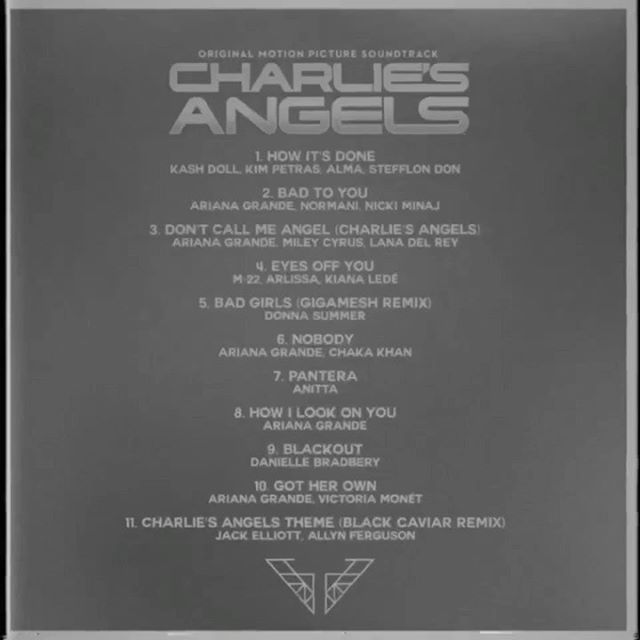 ORIGINAL MOTION PICTURE SOUNDTRACK
CHARLIE'S
ANGELS
1. HOW IT'S DONE
KASH DOLL, KIM PETRAS, ALMA, STEFFLON DON
2. BAD TO YOU
ARIANA GRANDE, NORMANI, NICKI MINAJ
3. DON'T CALL ME ANGEL (CHARLIE'S ANGELS)
ARIANA GRANDE, MILEY CYRUS, LANA DEL REY
4. EYES OFF YOU
M-22, ARLISSA, KIANA LEDÉ
5. BAD GIRLS (GIGAMESH REMIX)
DONNA SUMMER
6. NOBODY
ARIANA GRANDE, CHAKA KHAN
7. PANTERA
ANITTA
8. HOW I LOOK ON YOU
ARIANA GRANDE
9. BLACKOUT
DANIELLE BRADBERY
10. GOT HER OWN
ARIANA GRANDE, VICTORIA MONÉT
11. CHARLIE'S ANGELS THEME (BLACK CAVIAR REMIX)
JACK ELLIOTT, ALLYN FERGUSON